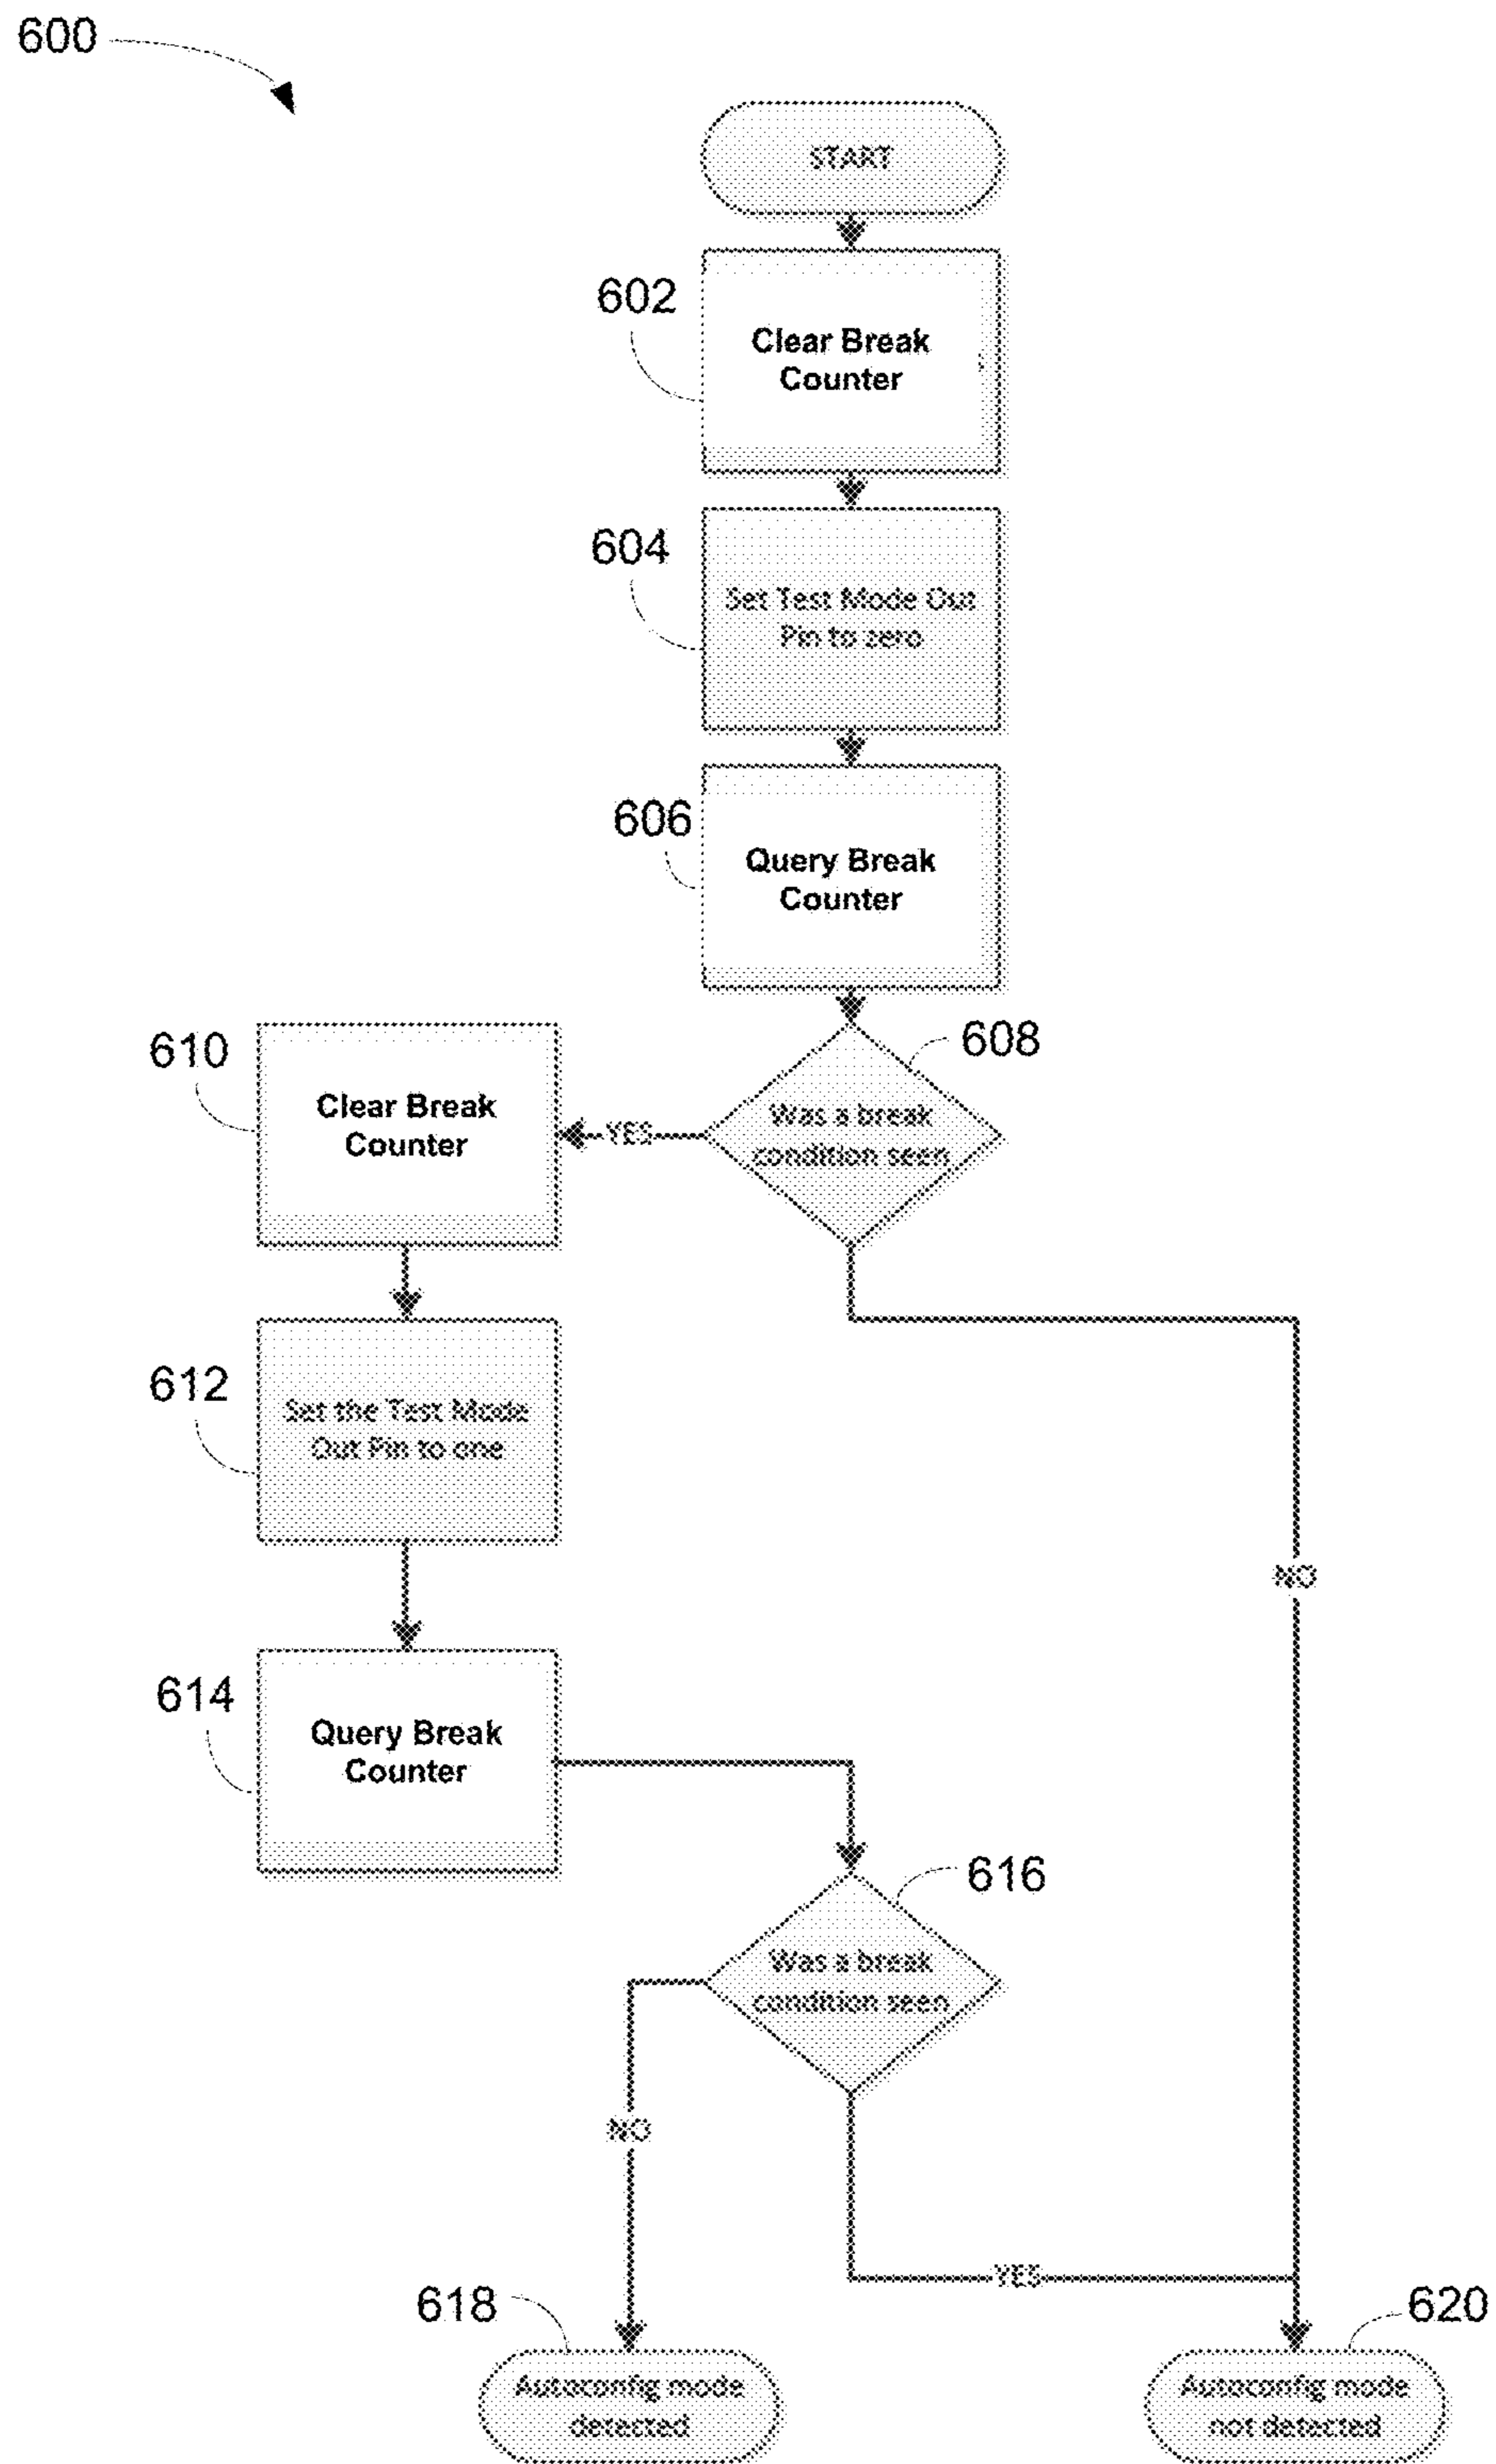 600
START
602
Clear Break
Counter
604
Set Test Mode Out
Pin to zero
606
Query Break
Counter
608
Was a break
condition seen
YES
610
Clear Break
Counter
612
Set the Test Mode
Out Pin to one
NO
614
Query Break
Counter
616
Was a break
condition seen
NO
YES
618
Autoconfig mode
detected
620
Autoconfig mode
not detected